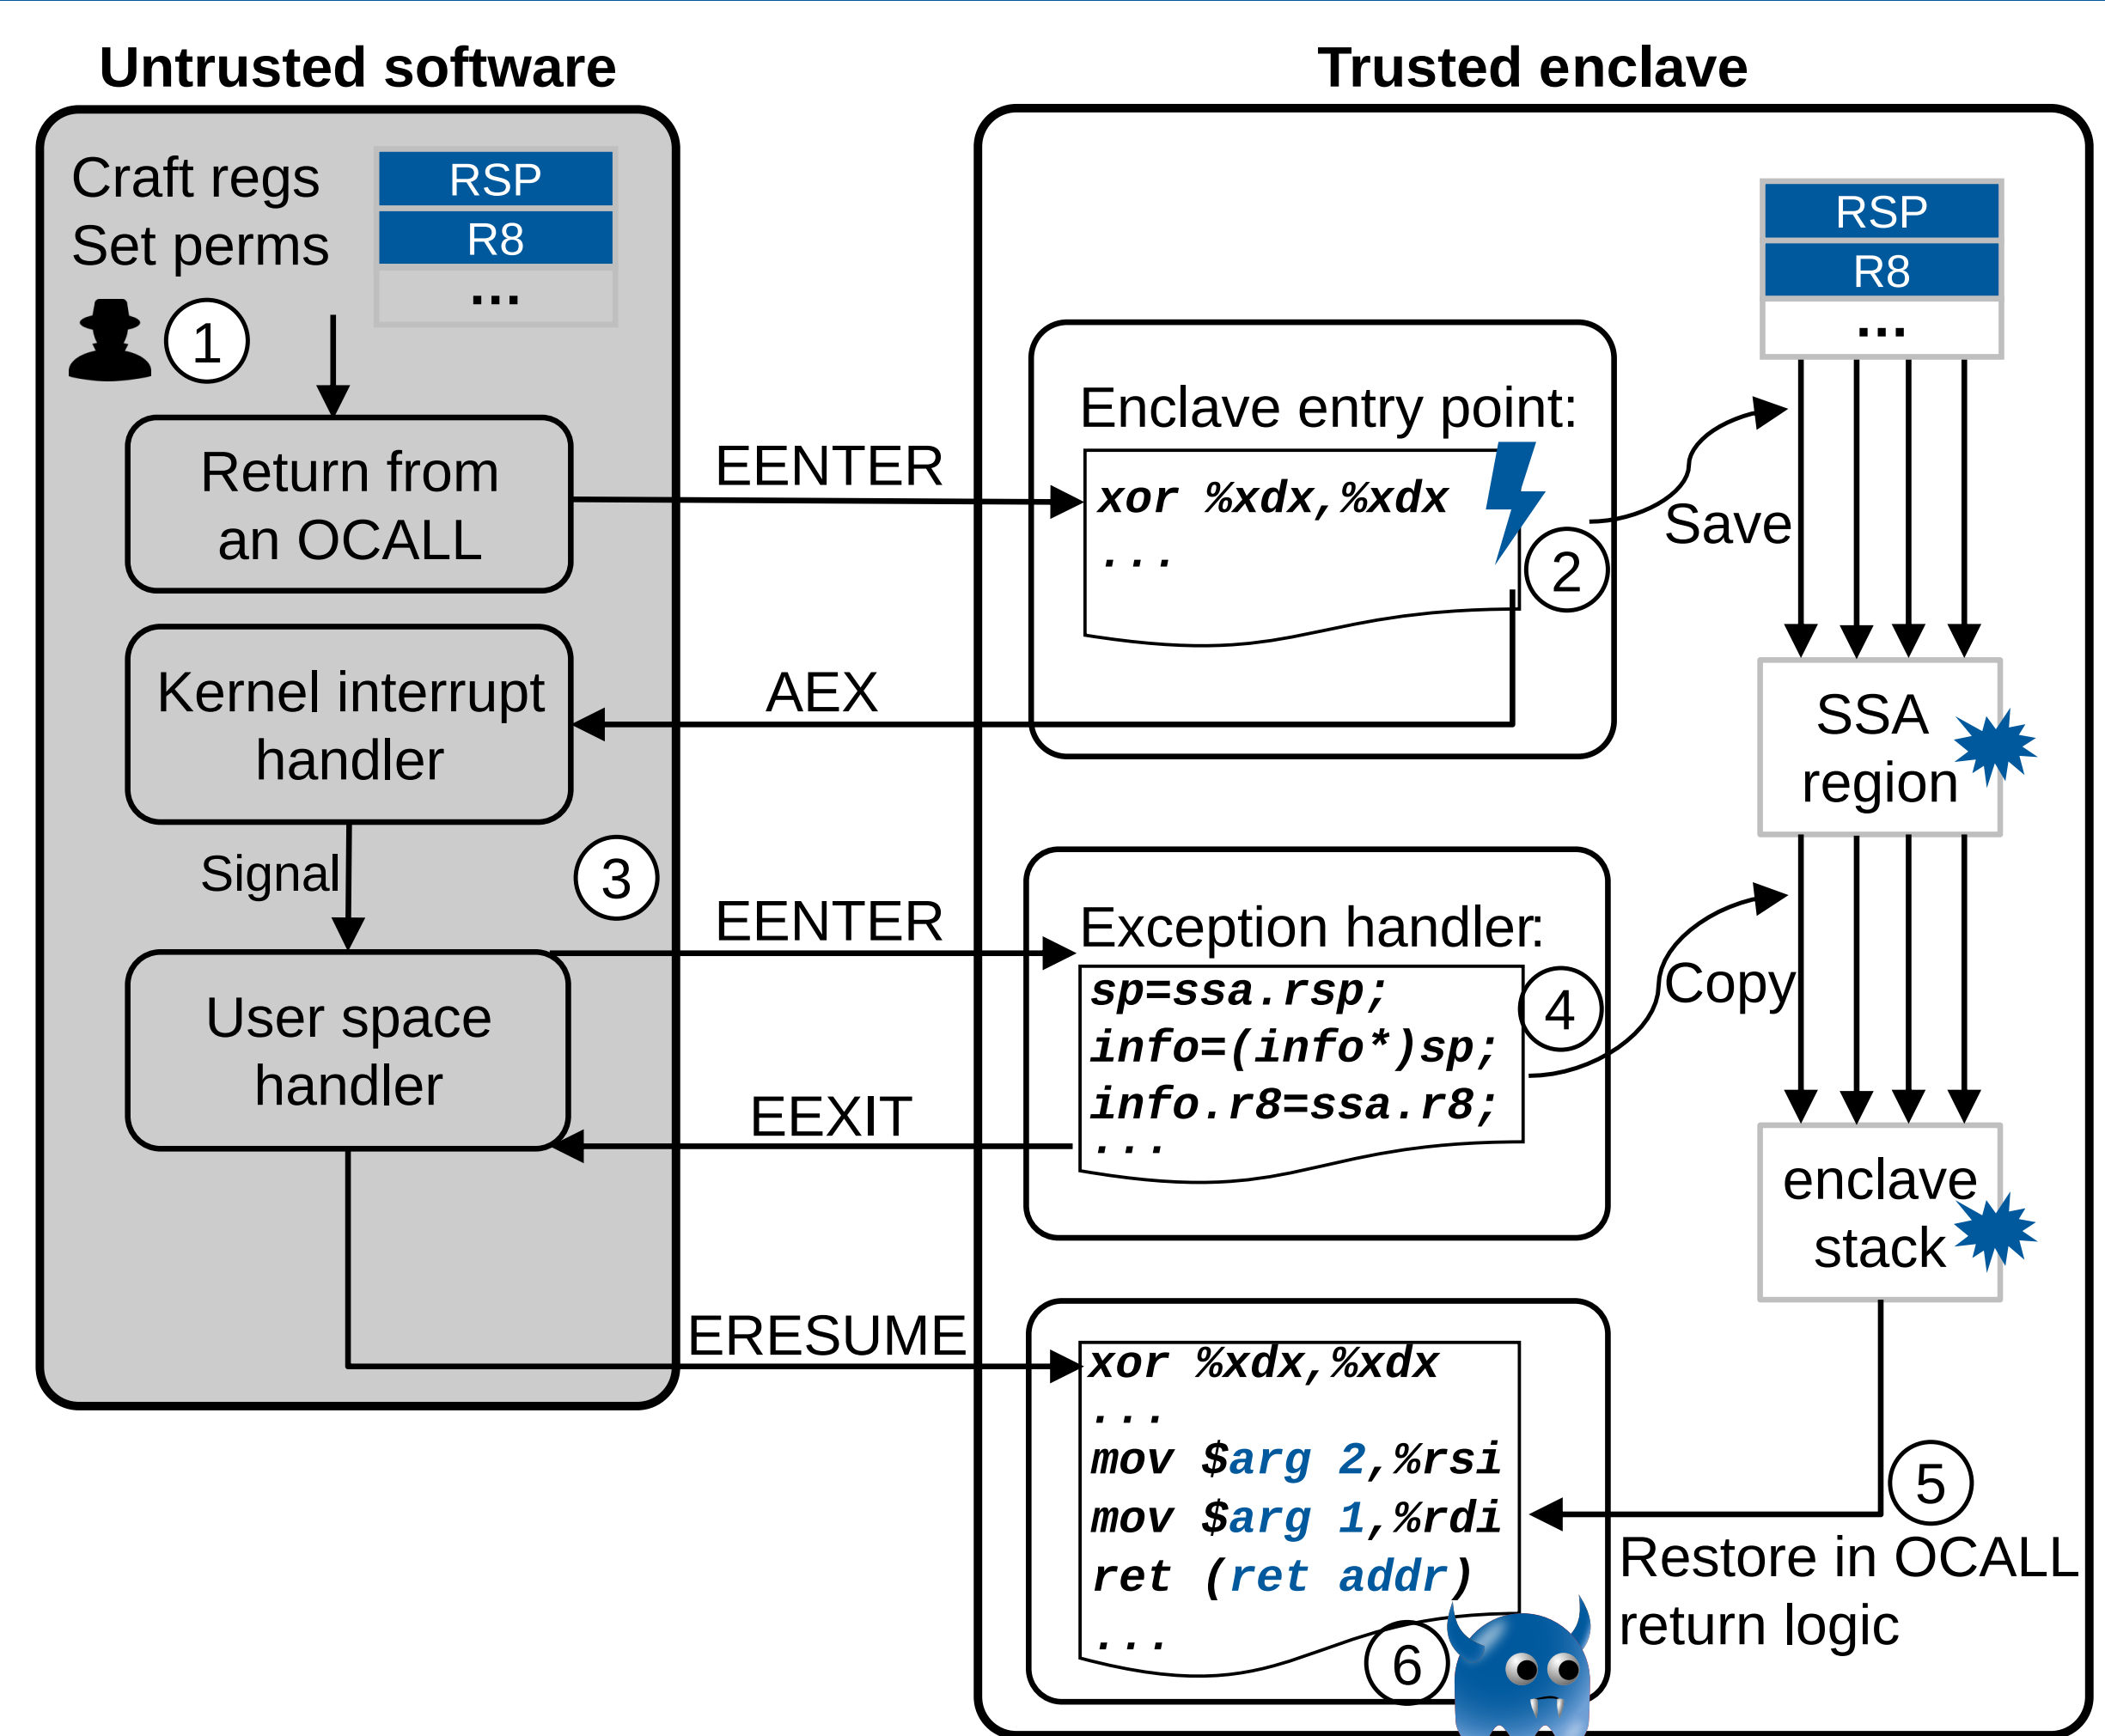 Untrusted software
Trusted enclave
Craft regs
Set perms
RSP
R8
...
1
RSP
R8
...
Return from
an OCALL
EENTER
Enclave entry point:
xor %xdx,%xdx
...
2
Save
Kernel interrupt
handler
AEX
SSA
region
Signal
3
EENTER
Exception handler:
sp=ssa.rsp;
info=(info*)sp;
info.r8=ssa.r8;
...
4
Copy
User space
handler
EEXIT
enclave
stack
ERESUME
xor %xdx,%xdx
...
mov $arg 2,%rsi
mov $arg 1,%rdi
ret (ret addr)
...
5
Restore in OCALL
return logic
6